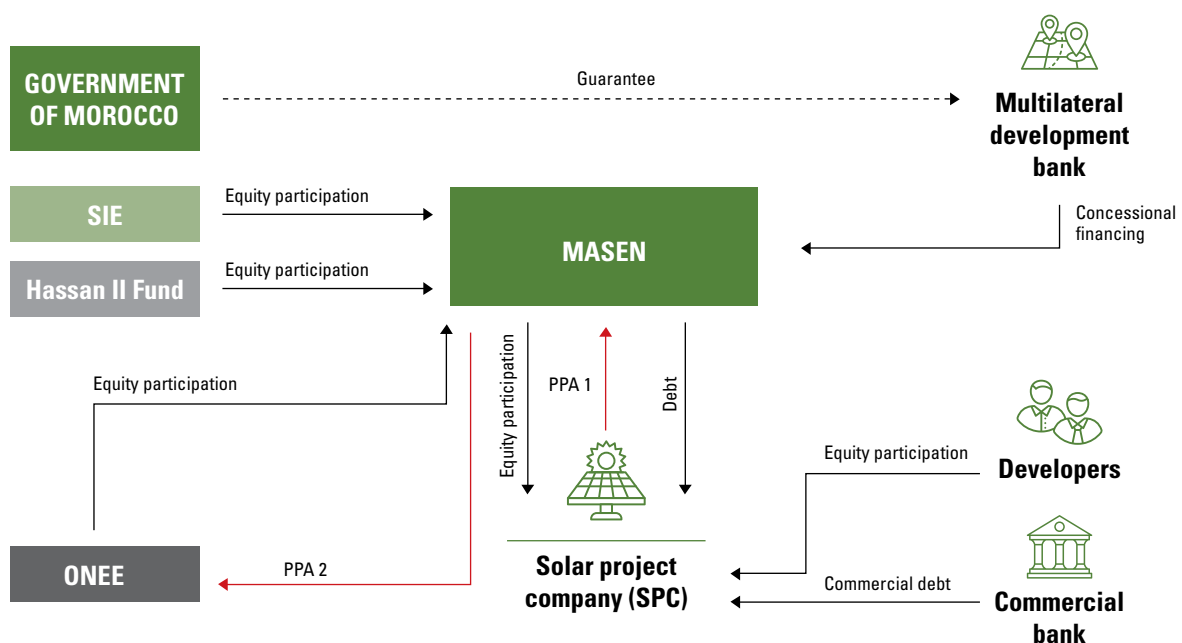 GOVERNMENT
OF MOROCCO
Guarantee
Multilateral
development
bank
SIE
Equity participation
Hassan II Fund
Equity participation
MASEN
Concessional
financing
Equity participation
Equity participation
PPA 1
Debt
Equity participation
Developers
ONEE
PPA 2
Solar project
company (SPC)
Commercial debt
Commercial
bank